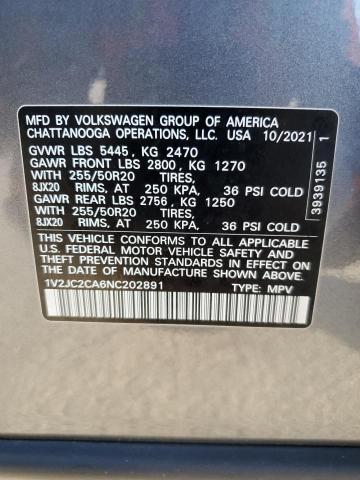 MFD BY VOLKSWAGEN GROUP OF AMERICA
CHATTANOOGA OPERATIONS, LLC. USA 10/2021
GVWR LBS 5445, KG 2470
GAWR FRONT LBS 2800, KG 1270
WITH 255/50R20 TIRES,
8JX20 RIMS, AT 250 KPA, 36 PSI COLD
GAWR REAR LBS 2756, KG 1250
WITH 255/50R20 TIRES,
8JX20 RIMS, AT 250 KPA, 36 PSI COLD
THIS VEHICLE CONFORMS TO ALL APPLICABLE
U.S. FEDERAL MOTOR VEHICLE SAFETY AND
THEFT PREVENTION STANDARDS IN EFFECT ON THE
DATE OF MANUFACTURE SHOWN ABOVE.
1V2JC2CA6NC202891 TYPE: MPV
3939135 1